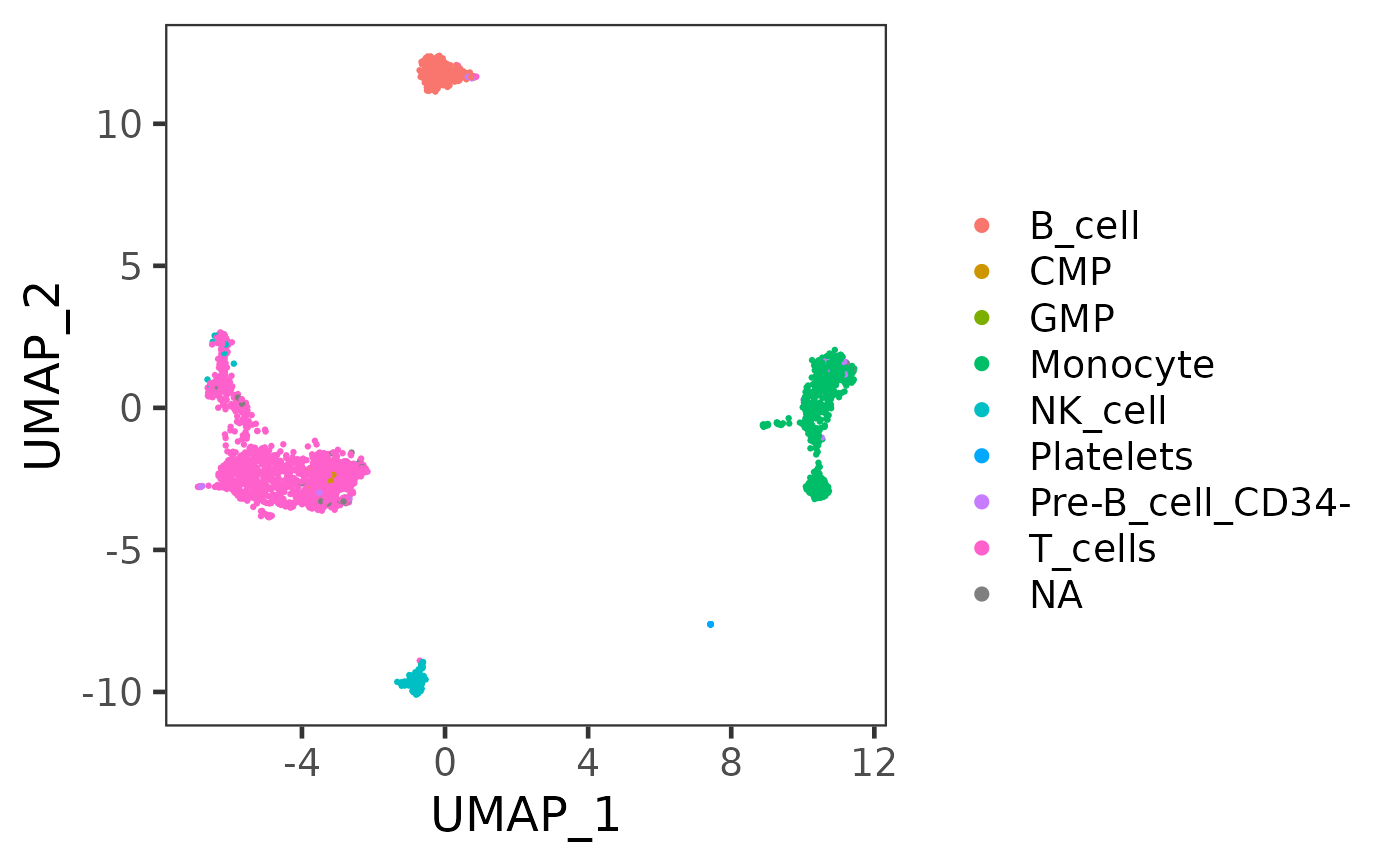 10
5
0
-5
-10
UMAP_2
-4
0
4
8
12
UMAP_1
B_cell
CMP
GMP
Monocyte
NK_cell
Platelets
Pre-B_cell_CD34-
T_cells
NA